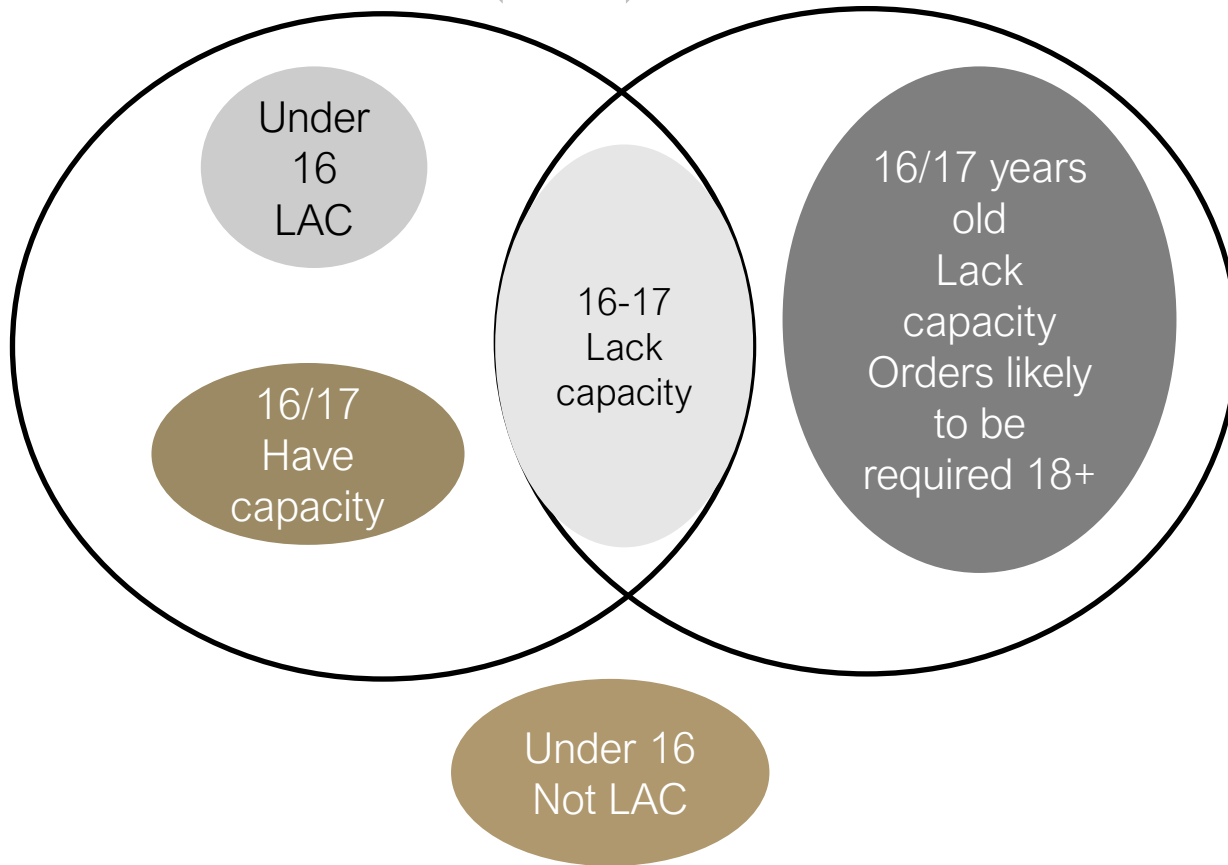 Under
16
LAC
16/17
Have
capacity
16-17
Lack
capacity
16/17 years
old
Lack
capacity
Orders likely
to be
required 18+
Under 16
Not LAC